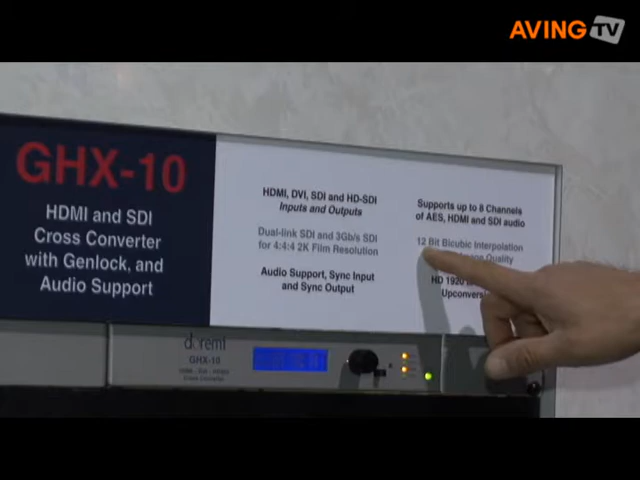 AVING TV
GHX-10
HDMI and SDI
Cross Converter
with Genlock, and
Audio Support
HDMI, DVI, SDI and HD-SDI
Inputs and Outputs
Dual-link SDI and 3Gb/s SDI
for 4:4:4 2K Film Resolution
Audio Support, Sync Input
and Sync Output
Supports up to 8 Channels
of AES, HDMI and SDI audio
12 Bit Bicubic Interpolation
Quality
HD 1920
Upconversi
doremi
GHX-10
Cross Converter